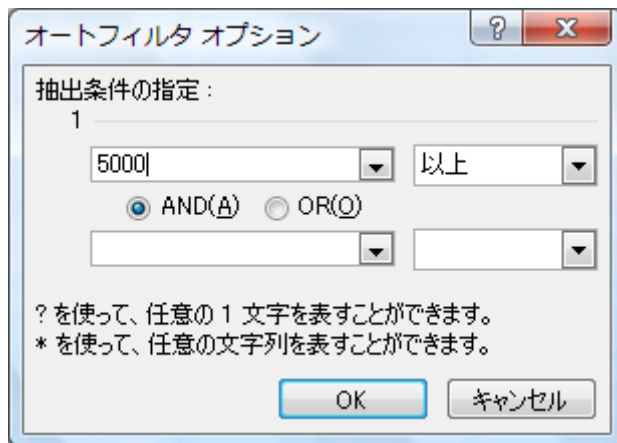 オートフィルタ オプション
抽出条件の指定:
1
5000 以上
AND(A) OR(O)
? を使って、任意の 1 文字を表すことができます。
* を使って、任意の文字列を表すことができます。
OK キャンセル